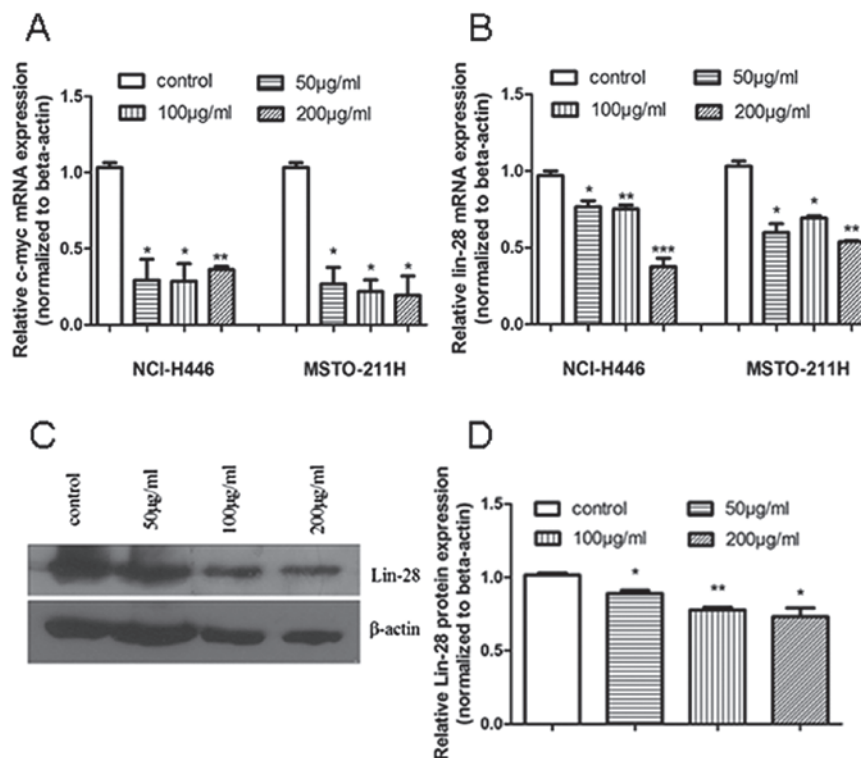 A
Relative c-myc mRNA expression
(normalized to beta-actin)
control
50µg/ml
100µg/ml
200µg/ml
1.5
1.0
0.5
0.0
*
*
**
*
*
*
NCI-H446
MSTO-211H
B
Relative lin-28 mRNA expression
(normalized to beta-actin)
control
50µg/ml
100µg/ml
200µg/ml
1.5
1.0
0.5
0.0
*
**
***
*
*
**
NCI-H446
MSTO-211H
C
control
50µg/ml
100µg/ml
200µg/ml
Lin-28
β-actin
D
Relative Lin-28 protein expression
(normalized to beta-actin)
control
50µg/ml
100µg/ml
200µg/ml
1.5
1.0
0.5
0.0
*
**
*